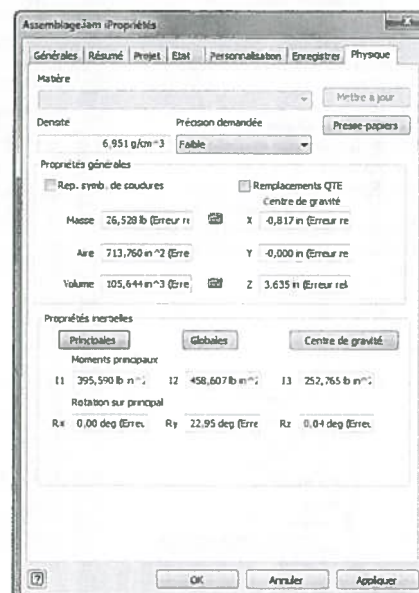 Assemblage3.iam iPropriétés
Générales Résumé Projet Etat Personnalisation Enregistrer Physique
Matière
Mettre à jour
Densité Précision demandée
Presse-papiers
6,951 g/cm^3 Faible
Propriétés générales
Rep. symb. de soudures Remplacements QTE
Centre de gravité
Masse 26,528 lb (Erreur re X -0,817 in (Erreur re
Aire 713,760 in^2 (Erre Y -0,000 in (Erreur re
Volume 105,644 in^3 (Erre Z 3,635 in (Erreur rel
Propriétés inertielles
Principales Globales Centre de gravité
Moments principaux
I1 395,590 lb in^2 I2 458,607 lb in^2 I3 252,765 lb in^2
Rotation sur principal
Rx 0,00 deg (Erreu Ry 22,95 deg (Erre Rz 0,04 deg (Erreu
? OK Annuler Appliquer